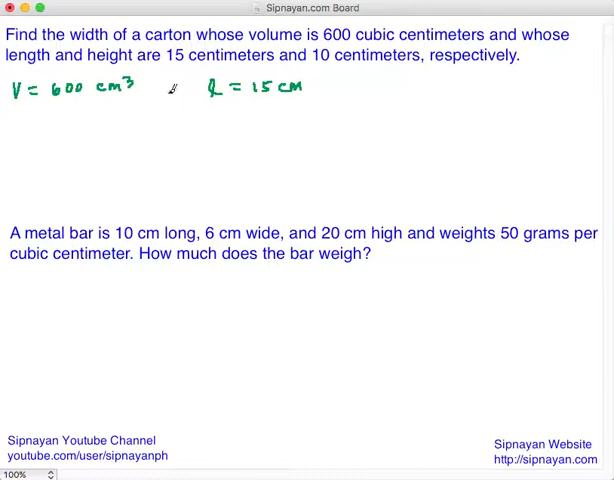 Sipnayan.com Board
Find the width of a carton whose volume is 600 cubic centimeters and whose
length and height are 15 centimeters and 10 centimeters, respectively.
V = 600 cm³ l = 15 cm
A metal bar is 10 cm long, 6 cm wide, and 20 cm high and weights 50 grams per
cubic centimeter. How much does the bar weigh?
Sipnayan Youtube Channel
youtube.com/user/sipnayanph
Sipnayan Website
http://sipnayan.com
100%